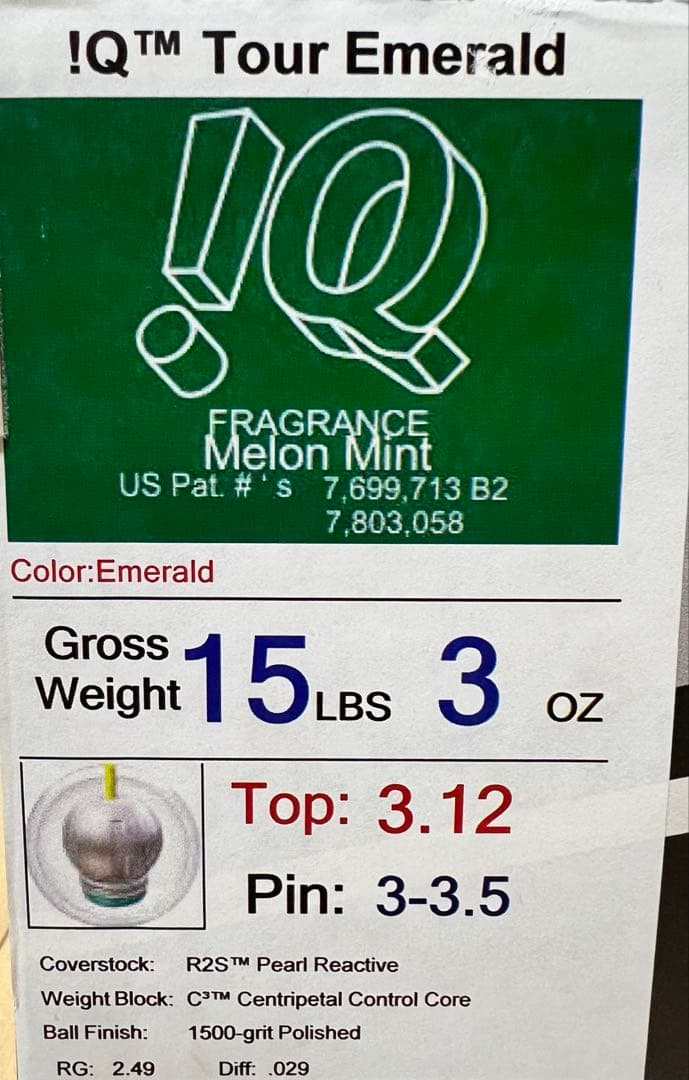 !Q™ Tour Emerald
!Q
FRAGRANCE
Melon Mint
US Pat. #'s 7,699,713 B2
7,803,058
Color:Emerald
Gross Weight 15 LBS 3 OZ
Top: 3.12
Pin: 3-3.5
Coverstock: R2S™ Pearl Reactive
Weight Block: C³™ Centripetal Control Core
Ball Finish: 1500-grit Polished
RG: 2.49 Diff: .029